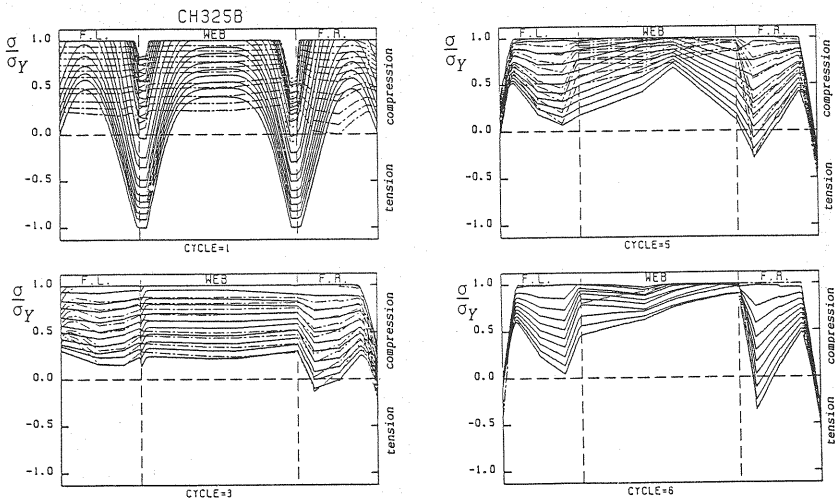 CH325B
σ/σY
F.L. WEB F.R.
1.0
0.5
0.0
-0.5
-1.0
compression
tension
CYCLE=1
σ/σY
F.L. WEB F.R.
1.0
0.5
0.0
-0.5
-1.0
compression
tension
CYCLE=5
σ/σY
F.L. WEB F.R.
1.0
0.5
0.0
-0.5
-1.0
compression
tension
CYCLE=3
σ/σY
F.L. WEB F.R.
1.0
0.5
0.0
-0.5
-1.0
compression
tension
CYCLE=6